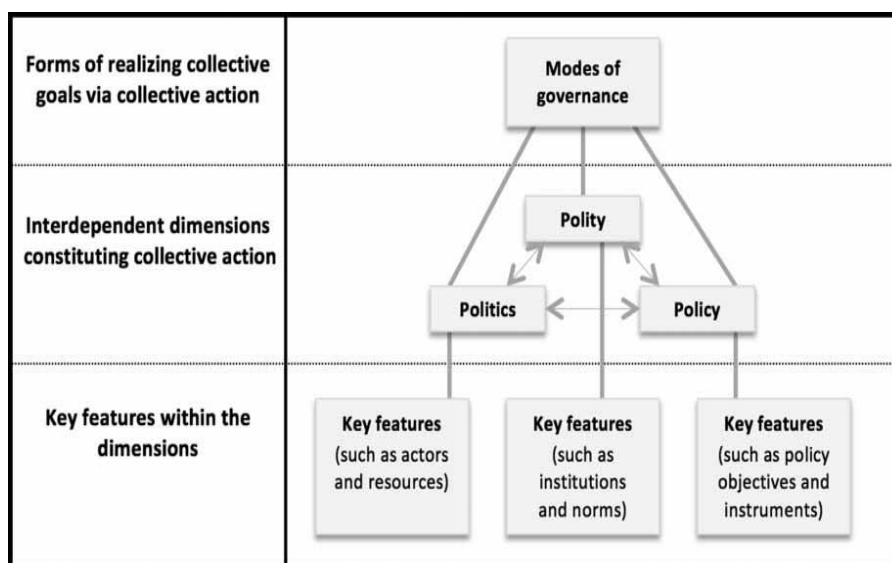 Forms of realizing collective
goals via collective action
Modes of
governance
Interdependent dimensions
constituting collective action
Polity
Politics
Policy
Key features within the
dimensions
Key features
(such as actors
and resources)
Key features
(such as
institutions
and norms)
Key features
(such as policy
objectives and
instruments)